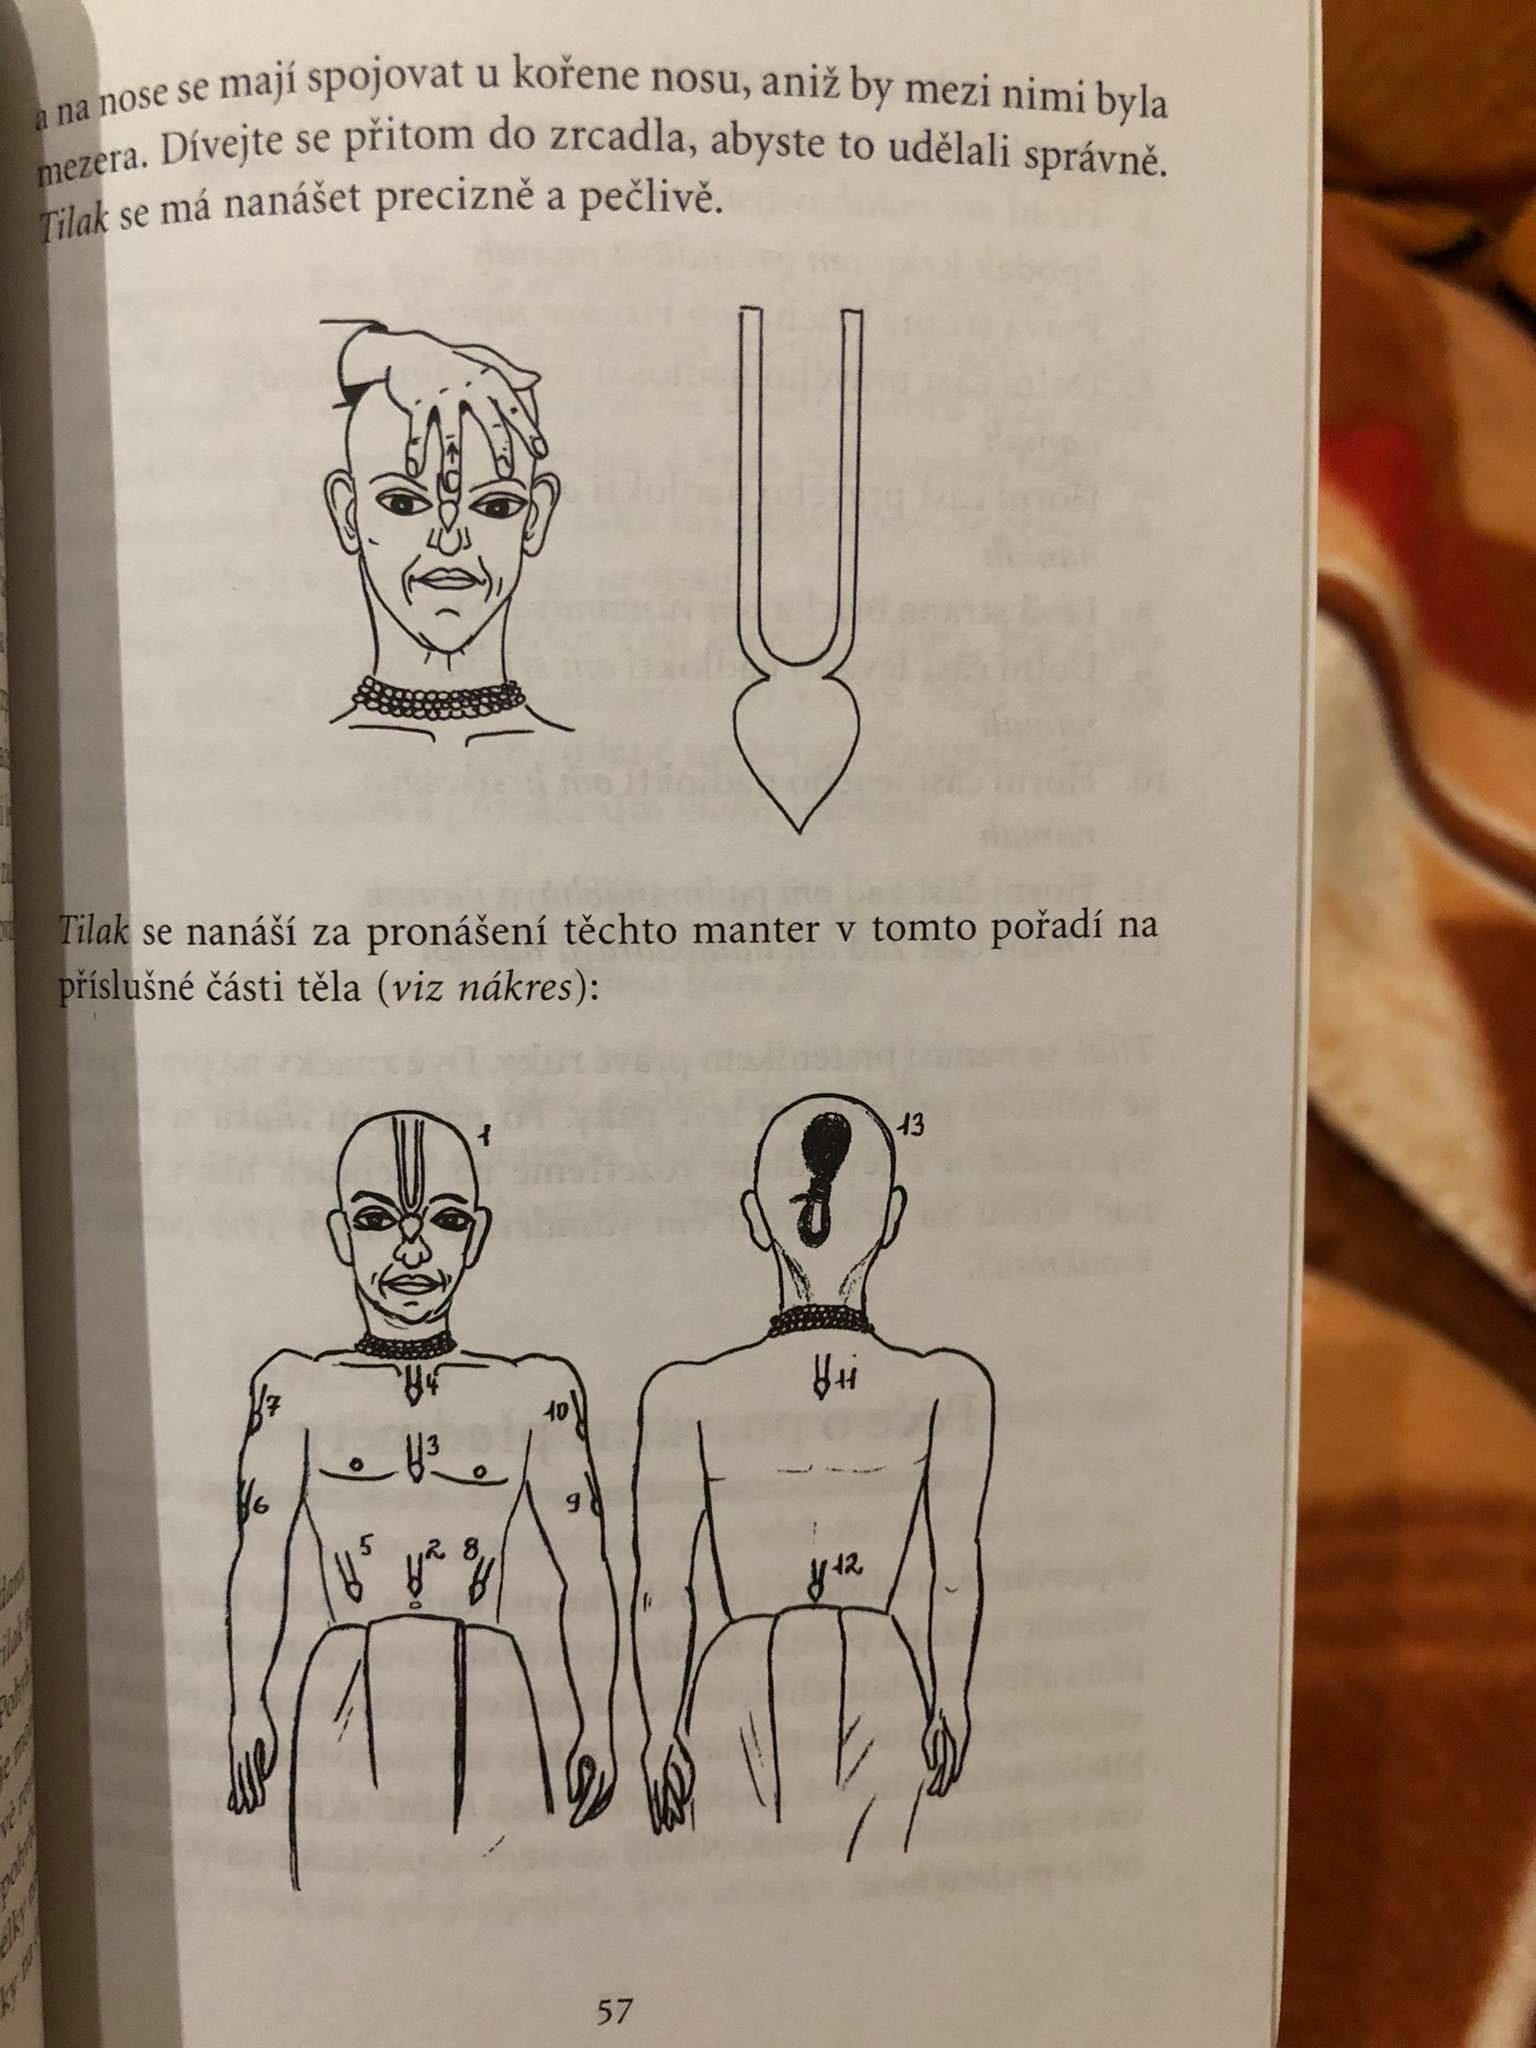 a na nose se mají spojovat u kořene nosu, aniž by mezi nimi byla
mezera. Dívejte se přitom do zrcadla, abyste to udělali správně.
Tilak se má nanášet precizně a pečlivě.
Tilak se nanáší za pronášení těchto manter v tomto pořadí na
příslušné části těla (viz nákres):
1
13
4
11
7
10
3
6
9
5
2
8
12
57